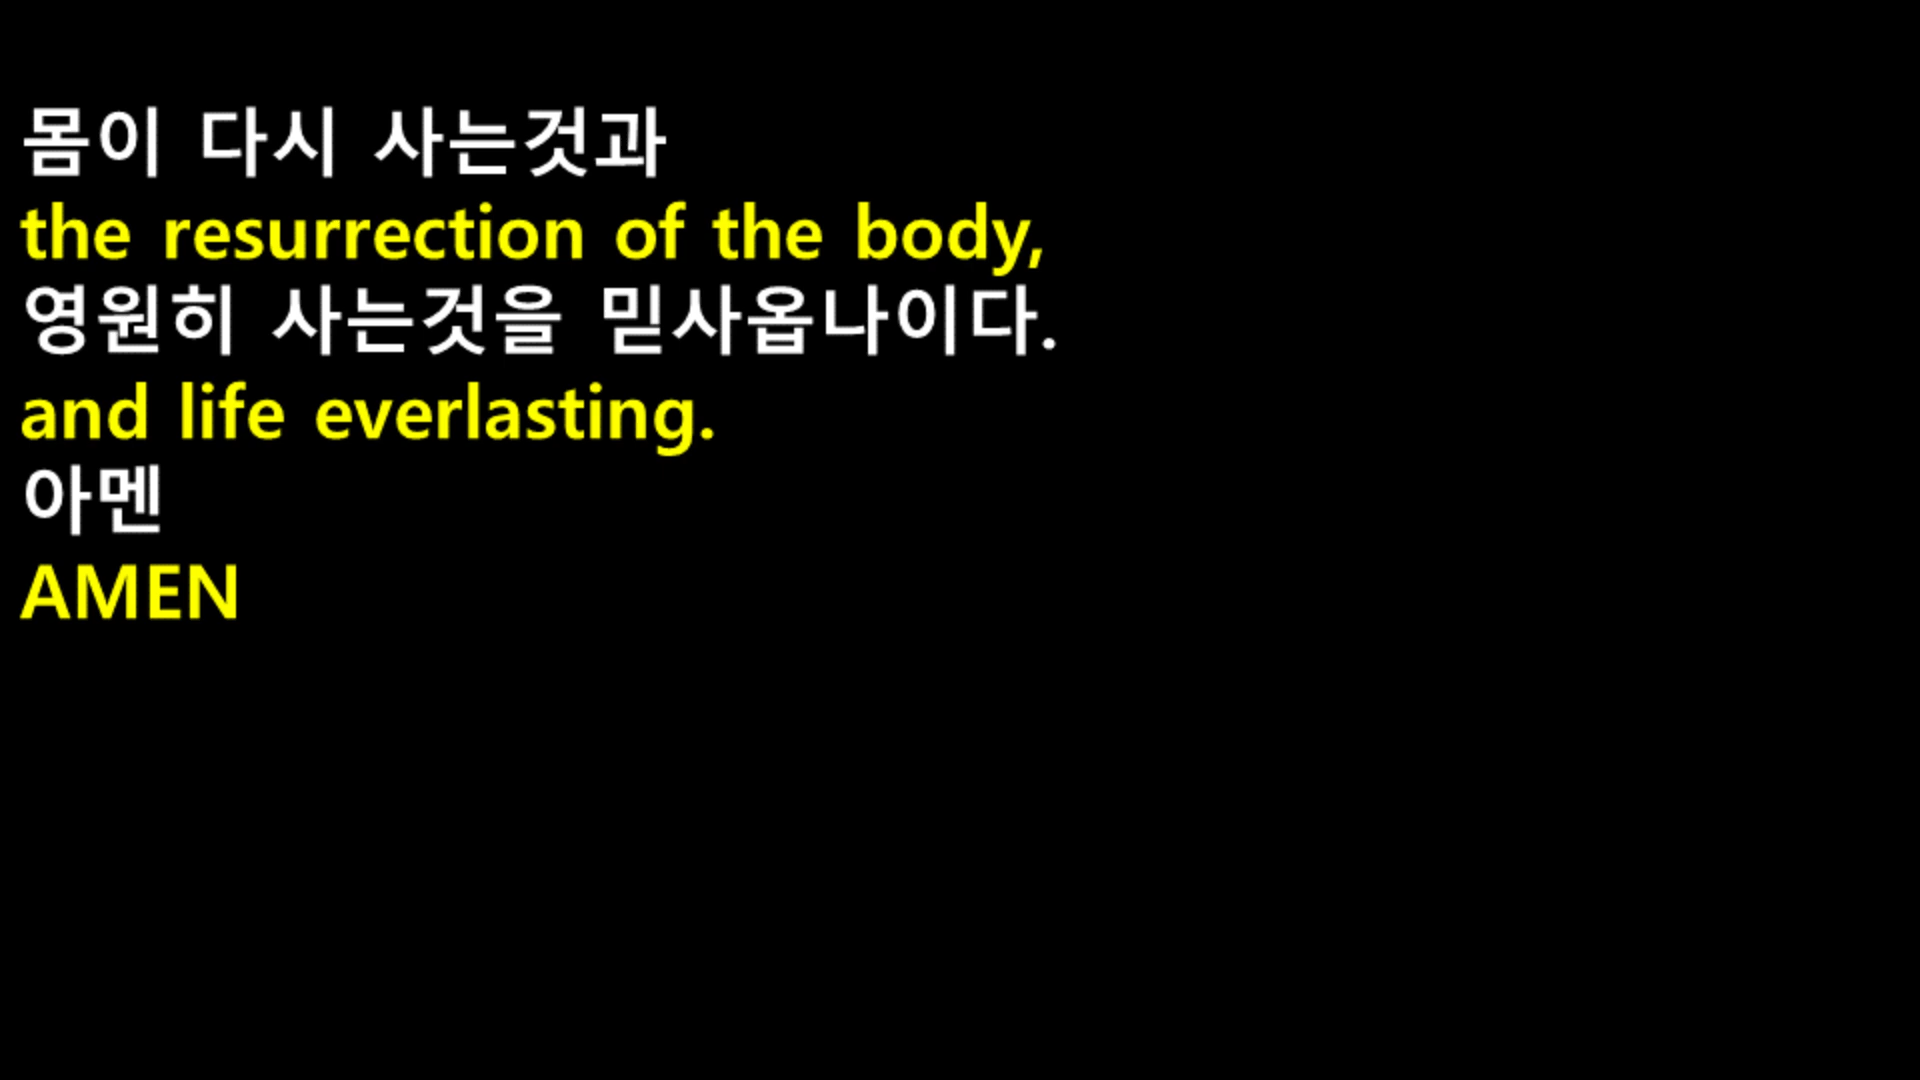 몸이 다시 사는것과
the resurrection of the body,
영원히 사는것을 믿사옵나이다.
and life everlasting.
아멘
AMEN